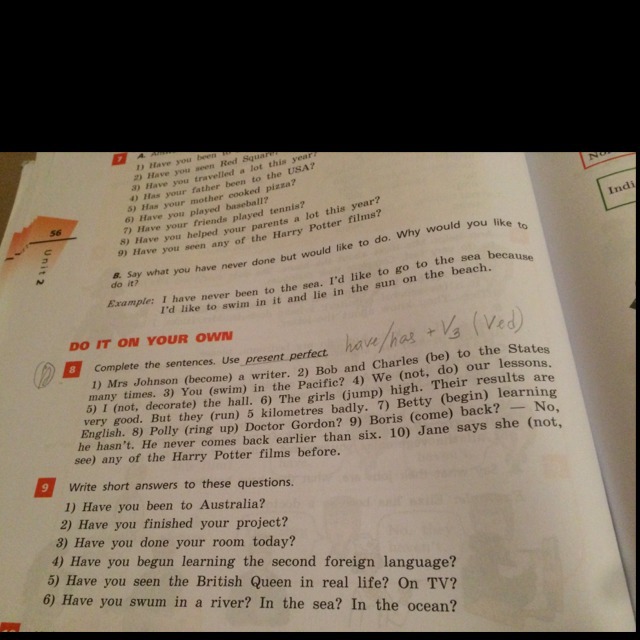 7
1) Have you been
No
2) Have you seen Red Square
3) Have you travelled a lot this year?
4) Has your father been to the USA?
Indi
5) Has your mother cooked pizza?
6) Have you played baseball?
7) Have your friends played tennis?
8) Have you helped your parents a lot this year?
9) Have you seen any of the Harry Potter films?
56
Unit 2
B. Say what you have never done but would like to do. Why would you like to
do it?
Example: I have never been to the sea. I'd like to go to the sea because
I'd like to swim in it and lie in the sun on the beach.
DO IT ON YOUR OWN
have/has + V3 (Ved)
8 Complete the sentences. Use present perfect.
1) Mrs Johnson (become) a writer. 2) Bob and Charles (be) to the States
many times. 3) You (swim) in the Pacific? 4) We (not, do) our lessons.
5) I (not, decorate) the hall. 6) The girls (jump) high. Their results are
very good. But they (run) 5 kilometres badly. 7) Betty (begin) learning
English. 8) Polly (ring up) Doctor Gordon? 9) Boris (come) back? — No,
he hasn't. He never comes back earlier than six. 10) Jane says she (not,
see) any of the Harry Potter films before.
9 Write short answers to these questions.
1) Have you been to Australia?
2) Have you finished your project?
3) Have you done your room today?
4) Have you begun learning the second foreign language?
5) Have you seen the British Queen in real life? On TV?
6) Have you swum in a river? In the sea? In the ocean?